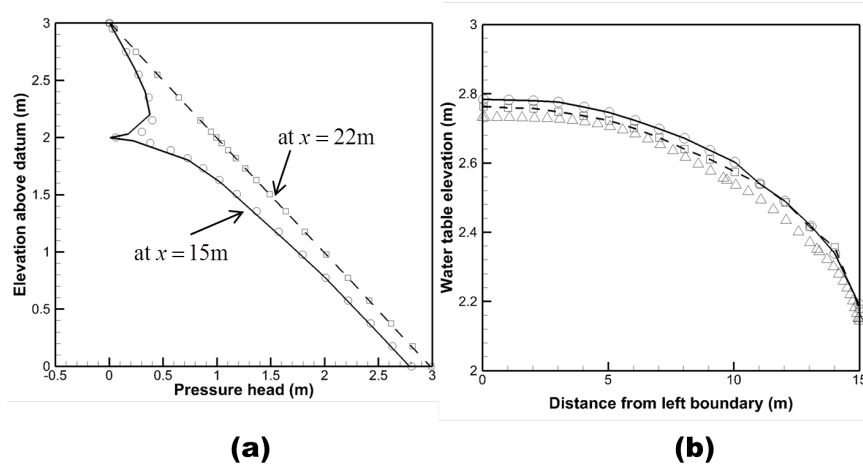 3
2.5
2
1.5
1
0.5
0
-0.5 0 0.5 1 1.5 2 2.5 3
Elevation above datum (m)
Pressure head (m)
at x = 22m
at x = 15m
(a)
3
2.8
2.6
2.4
2.2
2
0 5 10 15
Water table elevation (m)
Distance from left boundary (m)
(b)